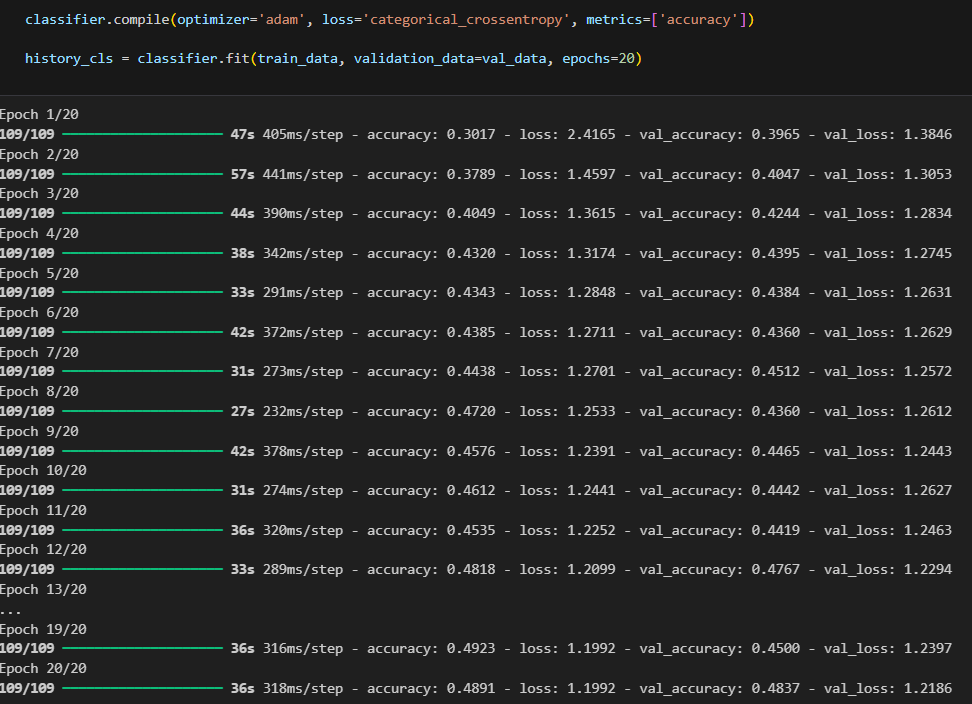 classifier.compile(optimizer='adam', loss='categorical_crossentropy', metrics=['accuracy'])
history_cls = classifier.fit(train_data, validation_data=val_data, epochs=20)
Epoch 1/20
109/109 47s 405ms/step - accuracy: 0.3017 - loss: 2.4165 - val_accuracy: 0.3965 - val_loss: 1.3846
Epoch 2/20
109/109 57s 441ms/step - accuracy: 0.3789 - loss: 1.4597 - val_accuracy: 0.4047 - val_loss: 1.3053
Epoch 3/20
109/109 44s 390ms/step - accuracy: 0.4049 - loss: 1.3615 - val_accuracy: 0.4244 - val_loss: 1.2834
Epoch 4/20
109/109 38s 342ms/step - accuracy: 0.4320 - loss: 1.3174 - val_accuracy: 0.4395 - val_loss: 1.2745
Epoch 5/20
109/109 33s 291ms/step - accuracy: 0.4343 - loss: 1.2848 - val_accuracy: 0.4384 - val_loss: 1.2631
Epoch 6/20
109/109 42s 372ms/step - accuracy: 0.4385 - loss: 1.2711 - val_accuracy: 0.4360 - val_loss: 1.2629
Epoch 7/20
109/109 31s 273ms/step - accuracy: 0.4438 - loss: 1.2701 - val_accuracy: 0.4512 - val_loss: 1.2572
Epoch 8/20
109/109 27s 232ms/step - accuracy: 0.4720 - loss: 1.2533 - val_accuracy: 0.4360 - val_loss: 1.2612
Epoch 9/20
109/109 42s 378ms/step - accuracy: 0.4576 - loss: 1.2391 - val_accuracy: 0.4465 - val_loss: 1.2443
Epoch 10/20
109/109 31s 274ms/step - accuracy: 0.4612 - loss: 1.2441 - val_accuracy: 0.4442 - val_loss: 1.2627
Epoch 11/20
109/109 36s 320ms/step - accuracy: 0.4535 - loss: 1.2252 - val_accuracy: 0.4419 - val_loss: 1.2463
Epoch 12/20
109/109 33s 289ms/step - accuracy: 0.4818 - loss: 1.2099 - val_accuracy: 0.4767 - val_loss: 1.2294
Epoch 13/20
...
Epoch 19/20
109/109 36s 316ms/step - accuracy: 0.4923 - loss: 1.1992 - val_accuracy: 0.4500 - val_loss: 1.2397
Epoch 20/20
109/109 36s 318ms/step - accuracy: 0.4891 - loss: 1.1992 - val_accuracy: 0.4837 - val_loss: 1.2186